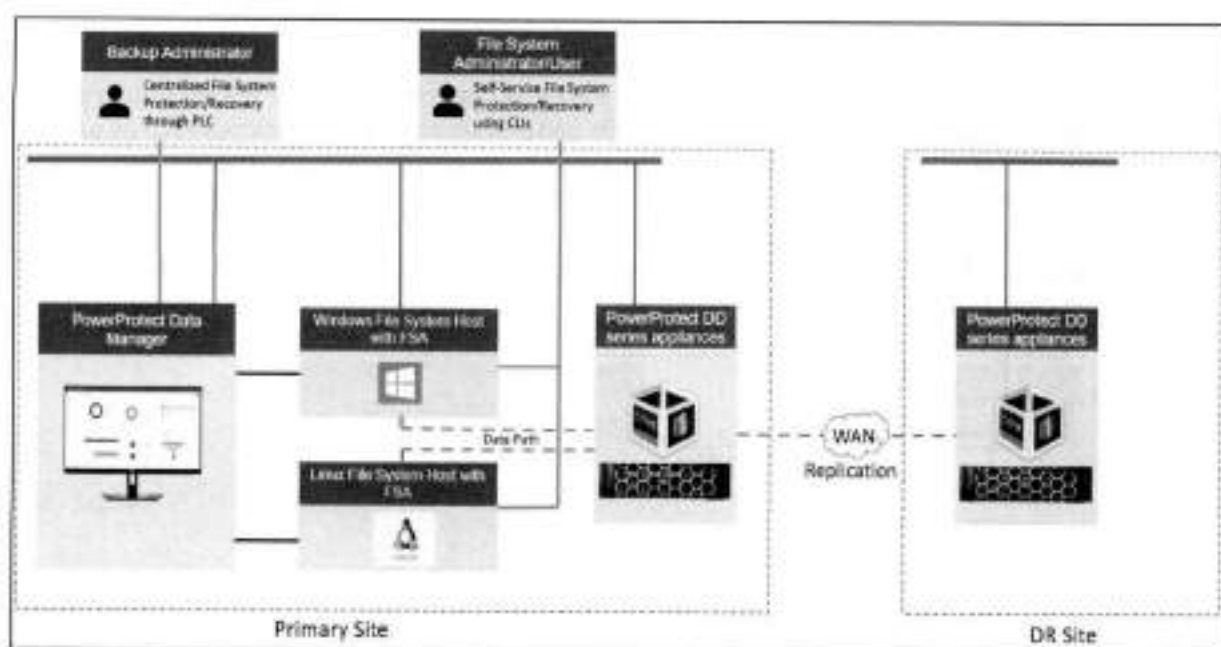 Backup Administrator
Centralized File System
Protection/Recovery
through PLC
File System
Administrator/User
Self-Service File System
Protection/Recovery
using CLIs
PowerProtect Data
Manager
Windows File System Host
with FSA
PowerProtect DD
series appliances
PowerProtect DD
series appliances
Data Path
WAN
Replication
Linux File System Host with
FSA
Primary Site
DR Site